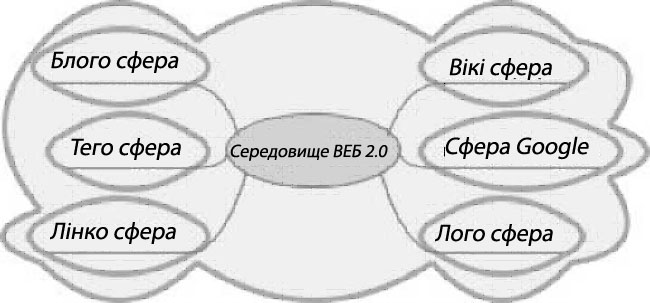 Блого сфера
Вікі сфера
Тего сфера
Середовище ВЕБ 2.0
Сфера Google
Лінко сфера
Лого сфера